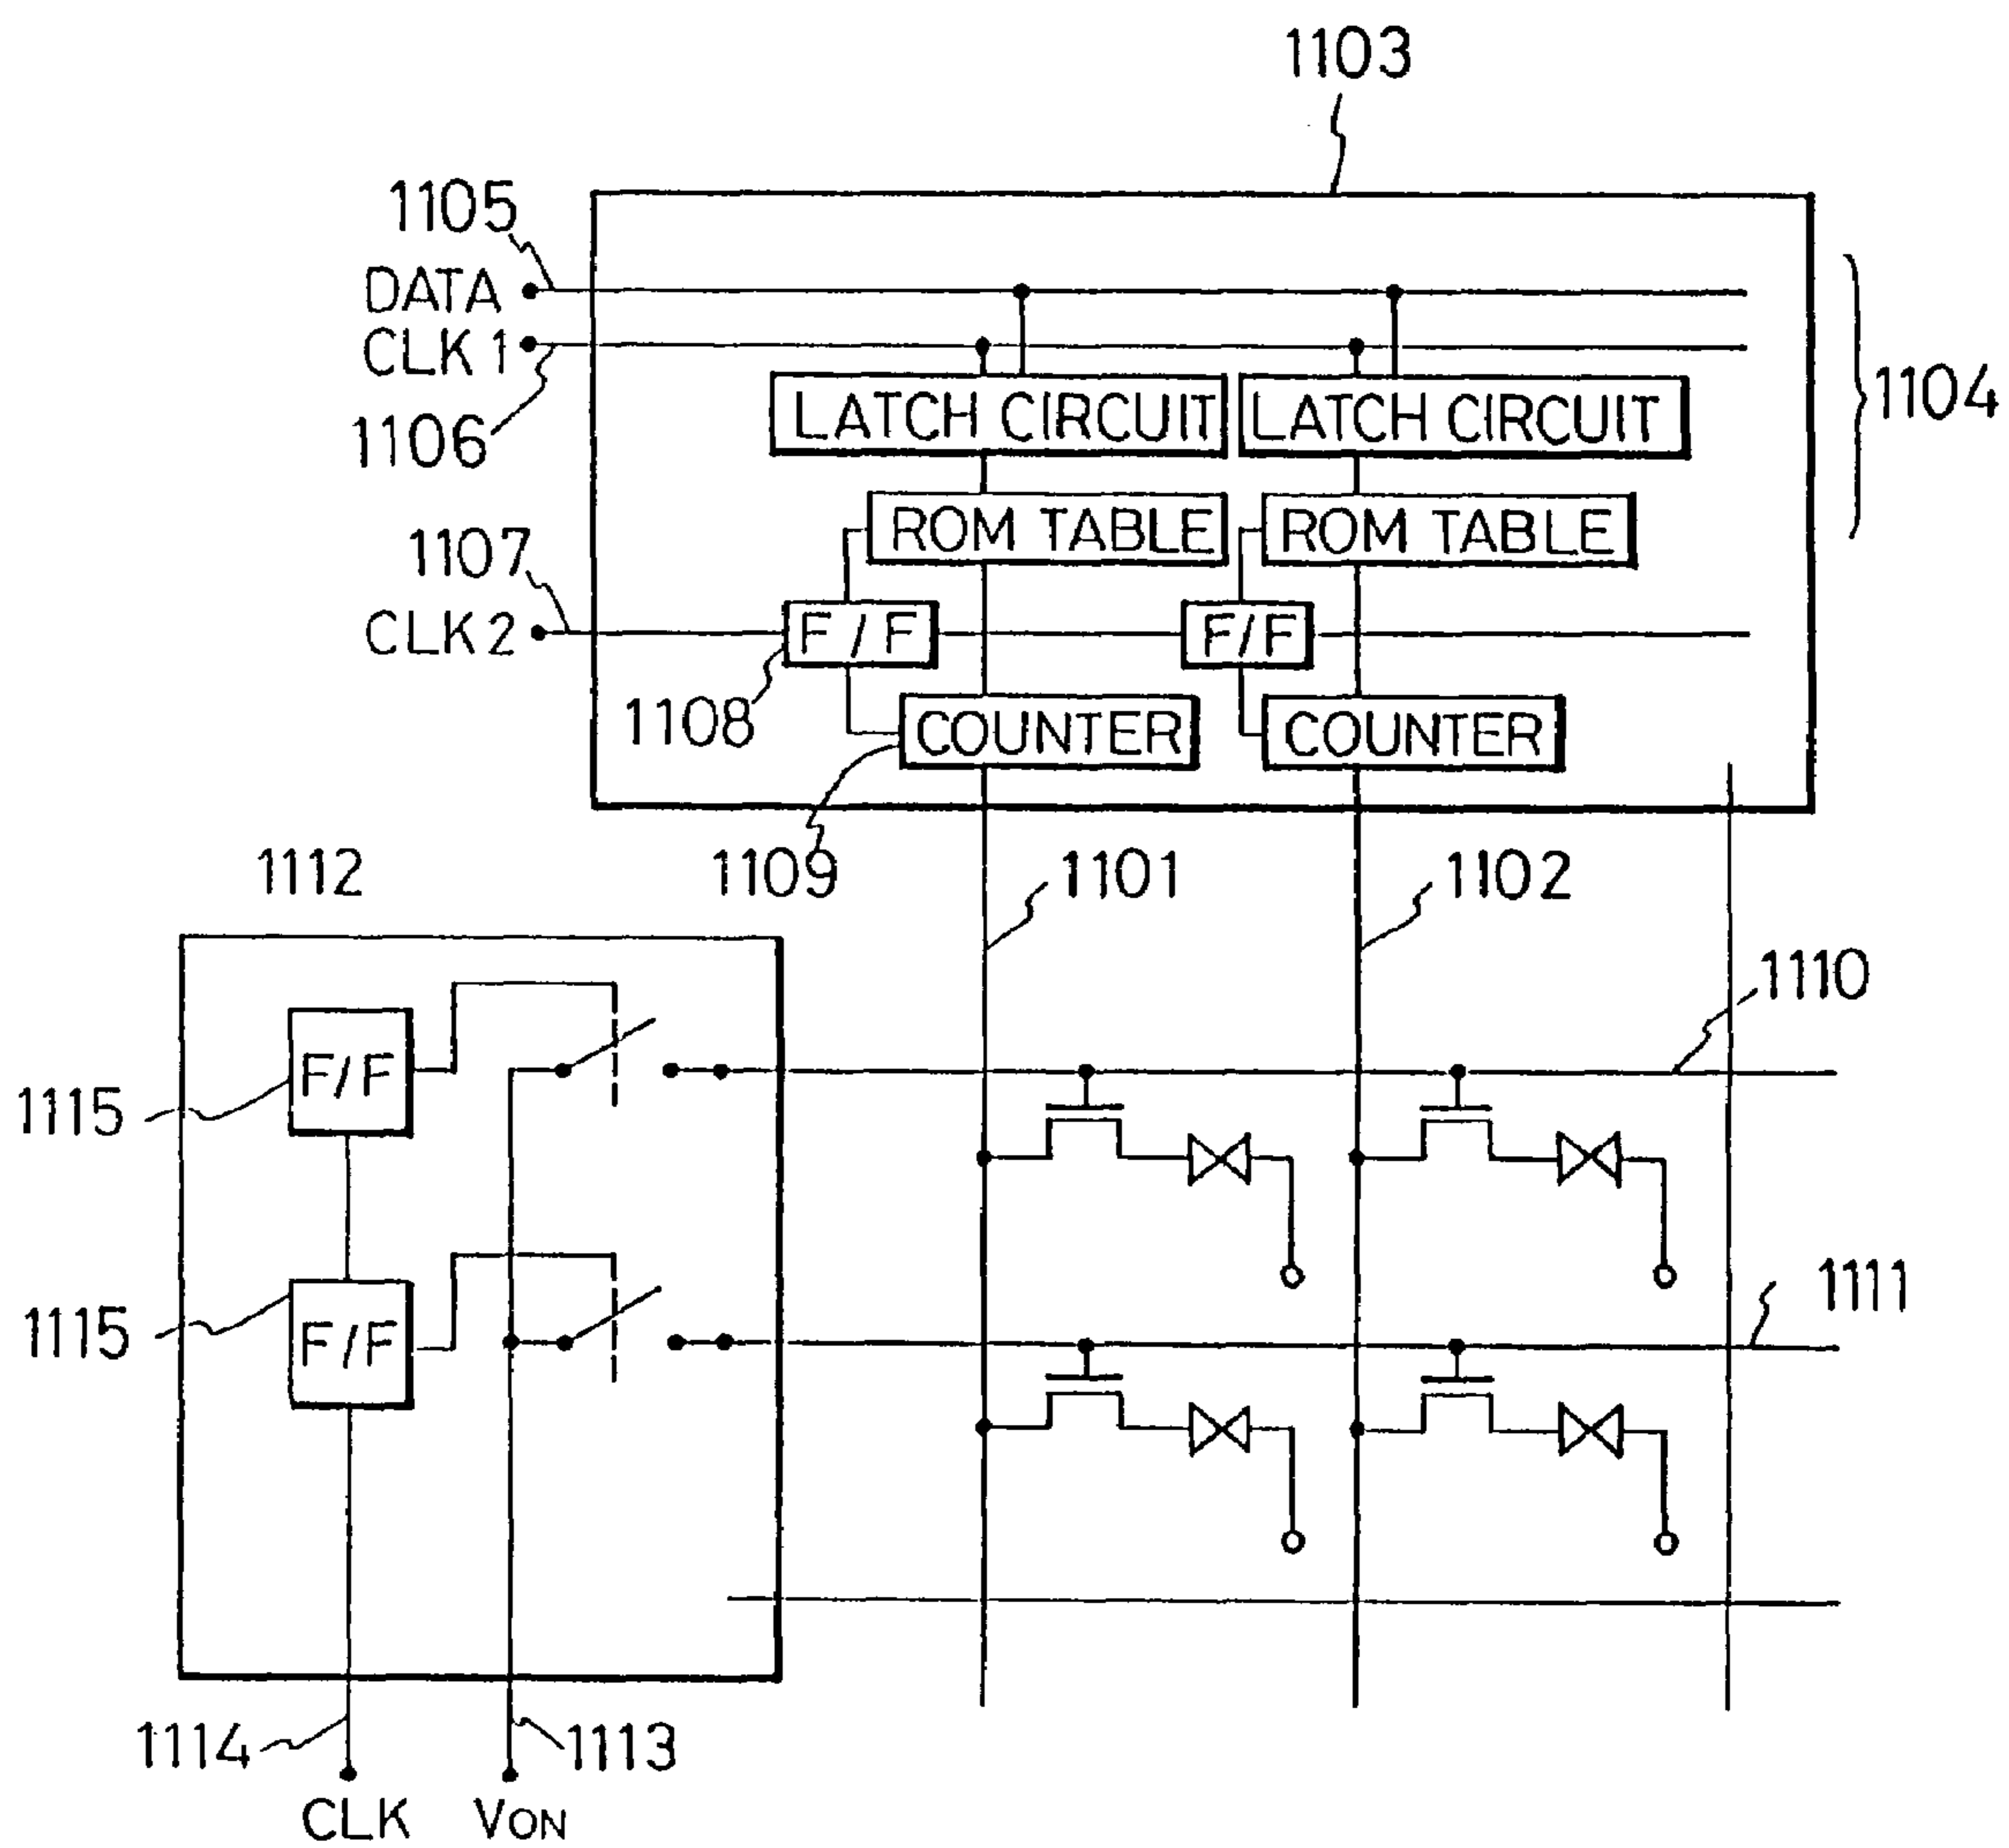 1103
1105
DATA
CLK 1
1104
LATCH CIRCUIT LATCH CIRCUIT
1106
ROM TABLE ROM TABLE
1107
CLK2
F/F F/F
1108
COUNTER COUNTER
1112
1109
1101
1102
1110
F/F
1115
1111
F/F
1115
1114
1113
CLK VON